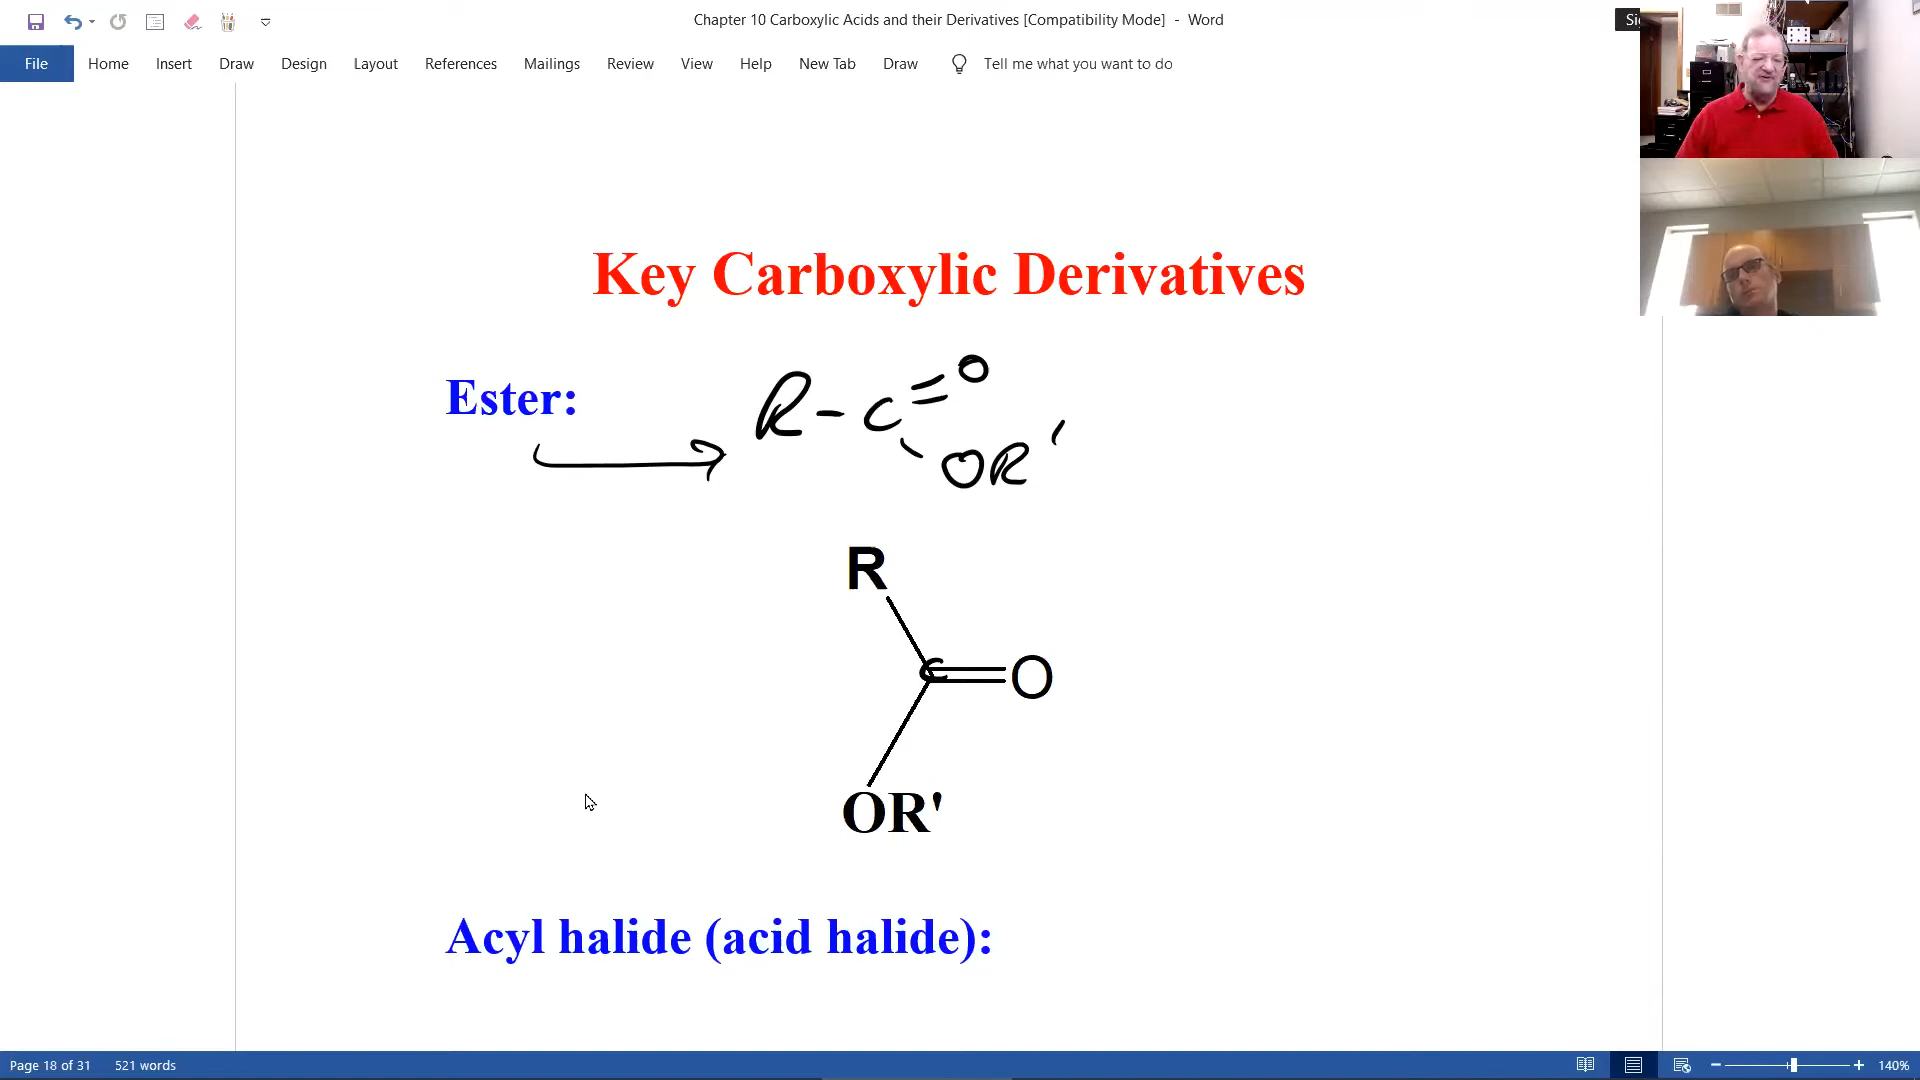 Chapter 10 Carboxylic Acids and their Derivatives [Compatibility Mode] - Word
File Home Insert Draw Design Layout References Mailings Review View Help New Tab Draw Tell me what you want to do
Key Carboxylic Derivatives
Ester:
R-C=O
OR'
R
C=O
OR'
Acyl halide (acid halide):
Page 18 of 31 521 words 140%